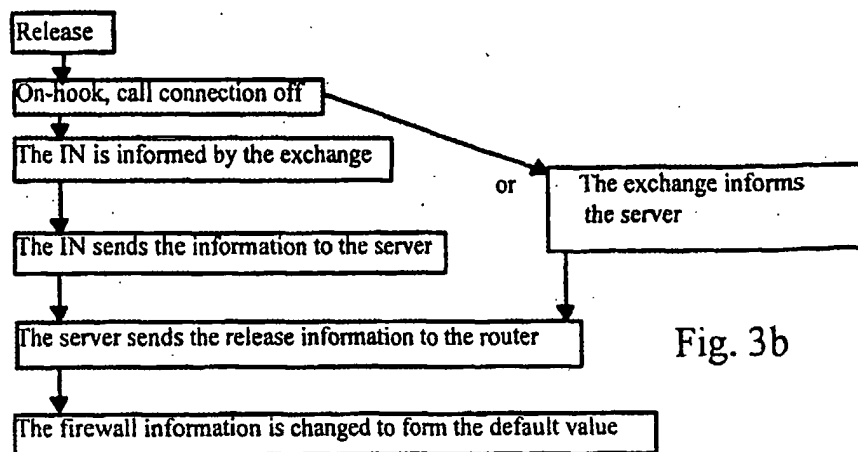 Release
On-hook, call connection off
The IN is informed by the exchange
or
The exchange informs
the server
The IN sends the information to the server
The server sends the release information to the router
Fig. 3b
The firewall information is changed to form the default value